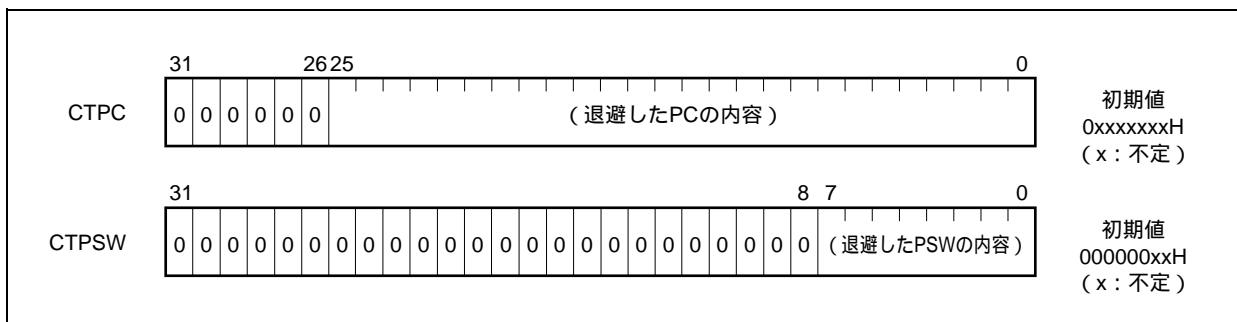 31 26 25 0
CTPC 0 0 0 0 0 0 (退避したPCの内容) 初期値
0xxxxxxxH
(x:不定)
31 8 7 0
CTPSW 0 0 0 0 0 0 0 0 0 0 0 0 0 0 0 0 0 0 0 0 0 0 0 0 (退避したPSWの内容) 初期値
000000xxH
(x:不定)